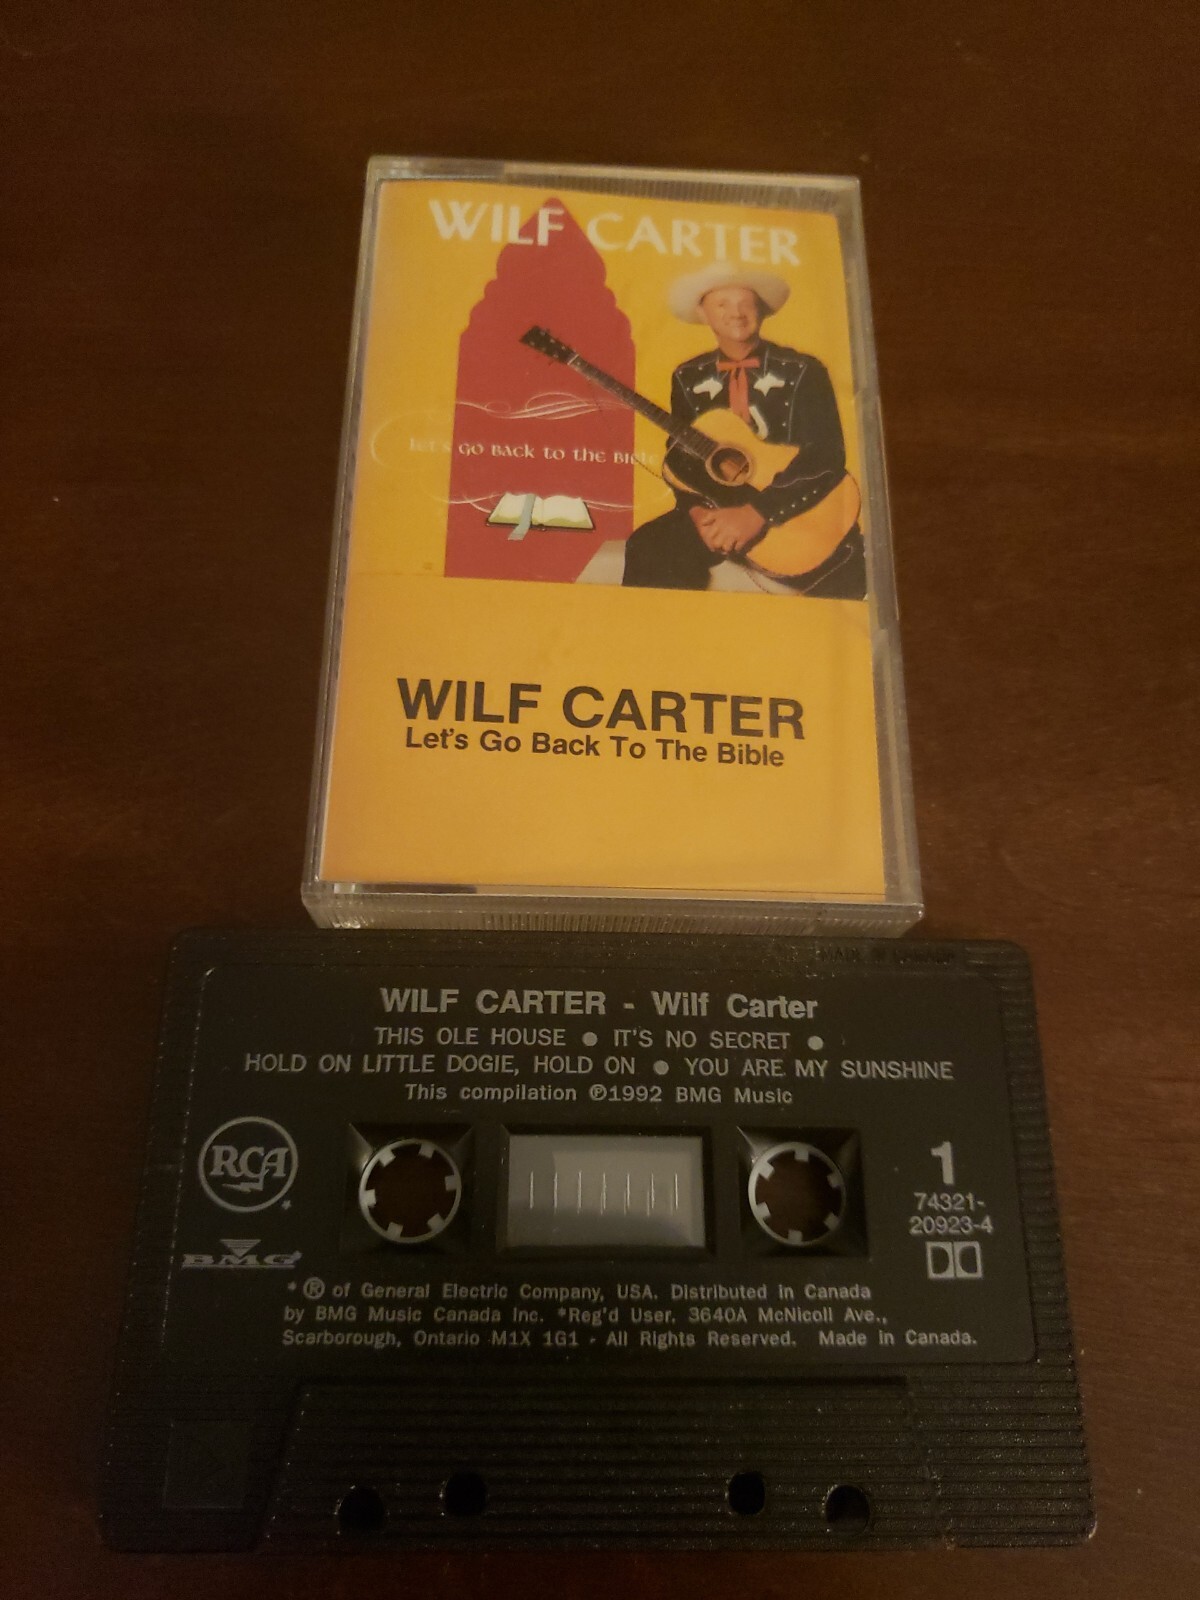 WILF CARTER
Let's GO BACK to the BIBLE
WILF CARTER
Let's Go Back To The Bible
MADE IN CANADA
WILF CARTER - Wilf Carter
THIS OLE HOUSE ● IT'S NO SECRET ●
HOLD ON LITTLE DOGIE, HOLD ON ● YOU ARE MY SUNSHINE
This compilation ℗1992 BMG Music
RCA
*
1
74321-
20923-4
BMG
* ® of General Electric Company, USA. Distributed in Canada
by BMG Music Canada Inc. *Reg'd User, 3640A McNicoll Ave.,
Scarborough, Ontario M1X 1G1 - All Rights Reserved. Made in Canada.